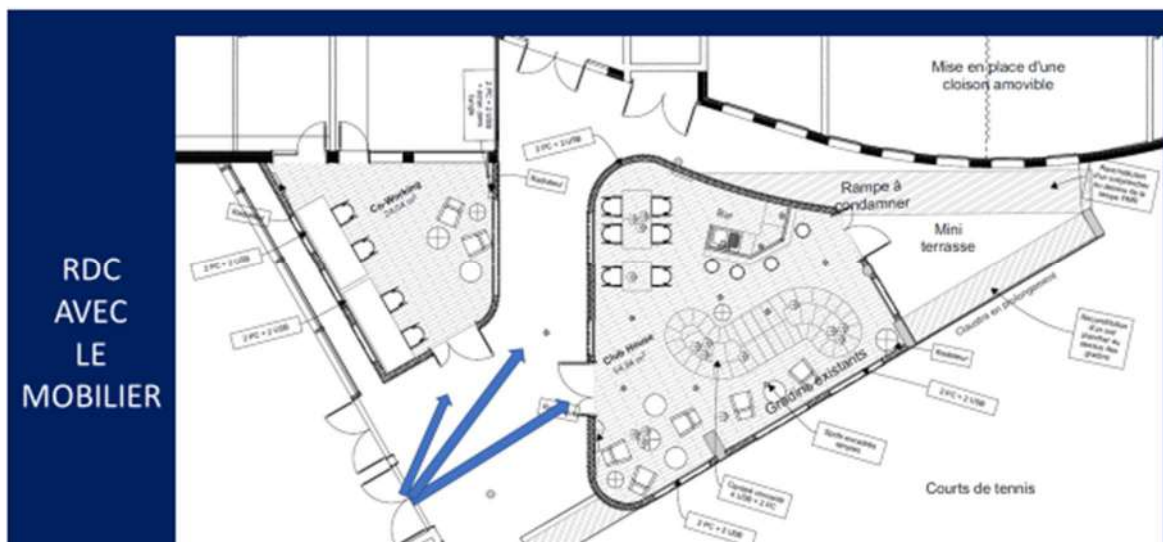 RDC
AVEC
LE
MOBILIER
Mise en place d'une
cloison amovible
2 PC + 2 USB
2 PC + 2 USB
Radiateur
Co-Working
Rampe à
condamner
Bar
Mini
terrasse
Radiateur
2 PC + 2 USB
2 PC + 2 USB
Claustra en prolongement
Club House
Gradins existants
Radiateur
2 PC + 2 USB
Courts de tennis
2 PC + 2 USB